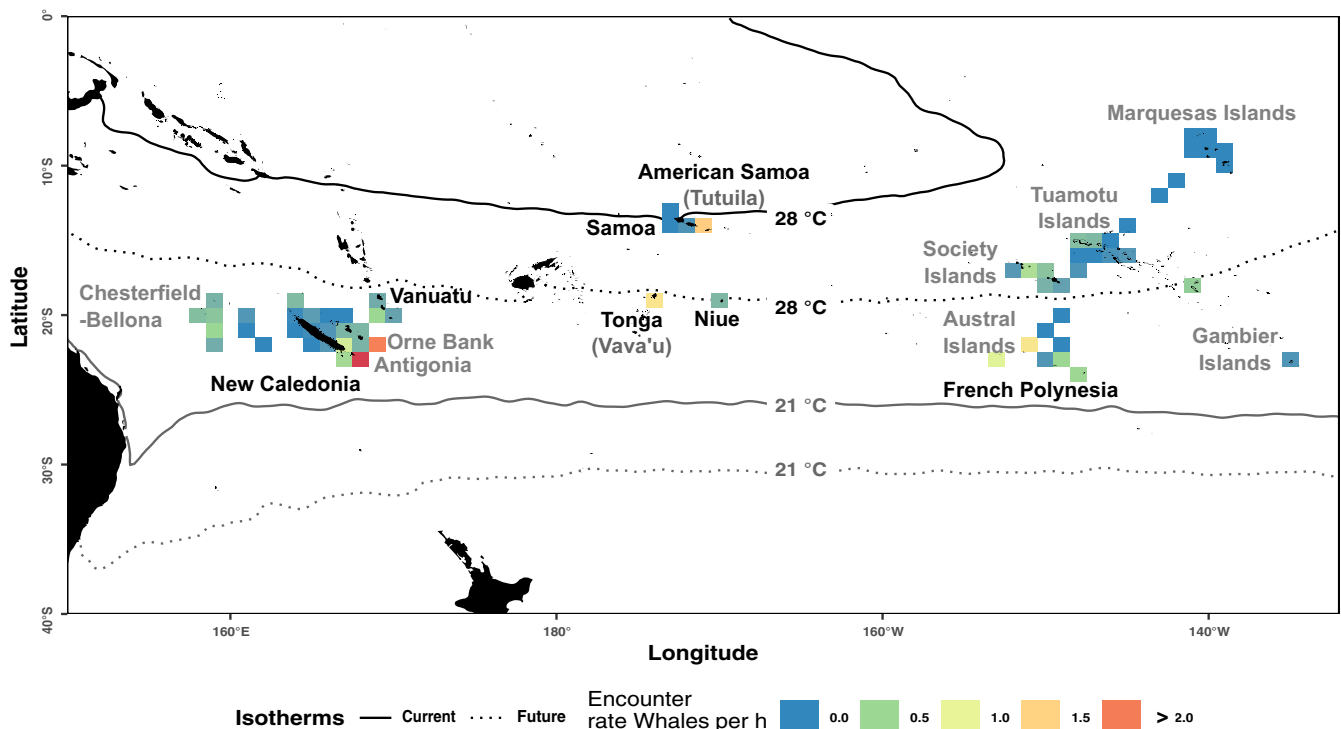 0°
Marquesas Islands
10°S
American Samoa
(Tutuila)
Tuamotu
Islands
28 °C
Samoa
Society
Islands
Chesterfield
-Bellona
Vanuatu
28 °C
Latitude
20°S
Tonga
(Vava'u)
Niue
Austral
Islands
Gambier
Islands
Orne Bank
Antigonia
New Caledonia
French Polynesia
21 °C
30°S
21 °C
40°S
160°E
180°
160°W
140°W
Longitude
Isotherms
Current
Future
Encounter
rate Whales per h
0.0
0.5
1.0
1.5
> 2.0